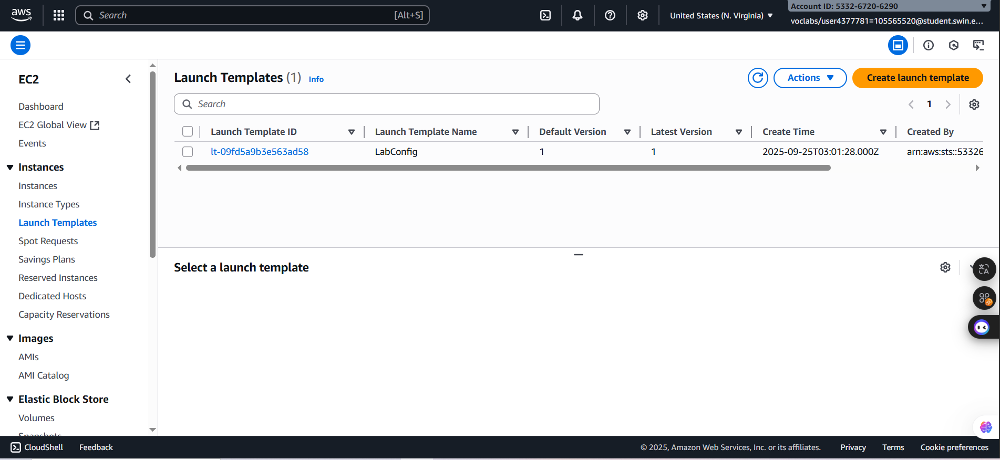 aws
Search
[Alt+S]
United States (N. Virginia)
Account ID: 5332-6720-6290
voclabs/user4377781=105565520@student.swin.e...
EC2
Dashboard
EC2 Global View
Events
Instances
Instances
Instance Types
Launch Templates
Spot Requests
Savings Plans
Reserved Instances
Dedicated Hosts
Capacity Reservations
Images
AMIs
AMI Catalog
Elastic Block Store
Volumes
Snapshots
Launch Templates (1) Info
Actions
Create launch template
Search
1
Launch Template ID
Launch Template Name
Default Version
Latest Version
Create Time
Created By
lt-09fd5a9b3e563ad58
LabConfig
1
1
2025-09-25T03:01:28.000Z
arn:aws:sts::53326
Select a launch template
CloudShell
Feedback
© 2025, Amazon Web Services, Inc. or its affiliates.
Privacy
Terms
Cookie preferences